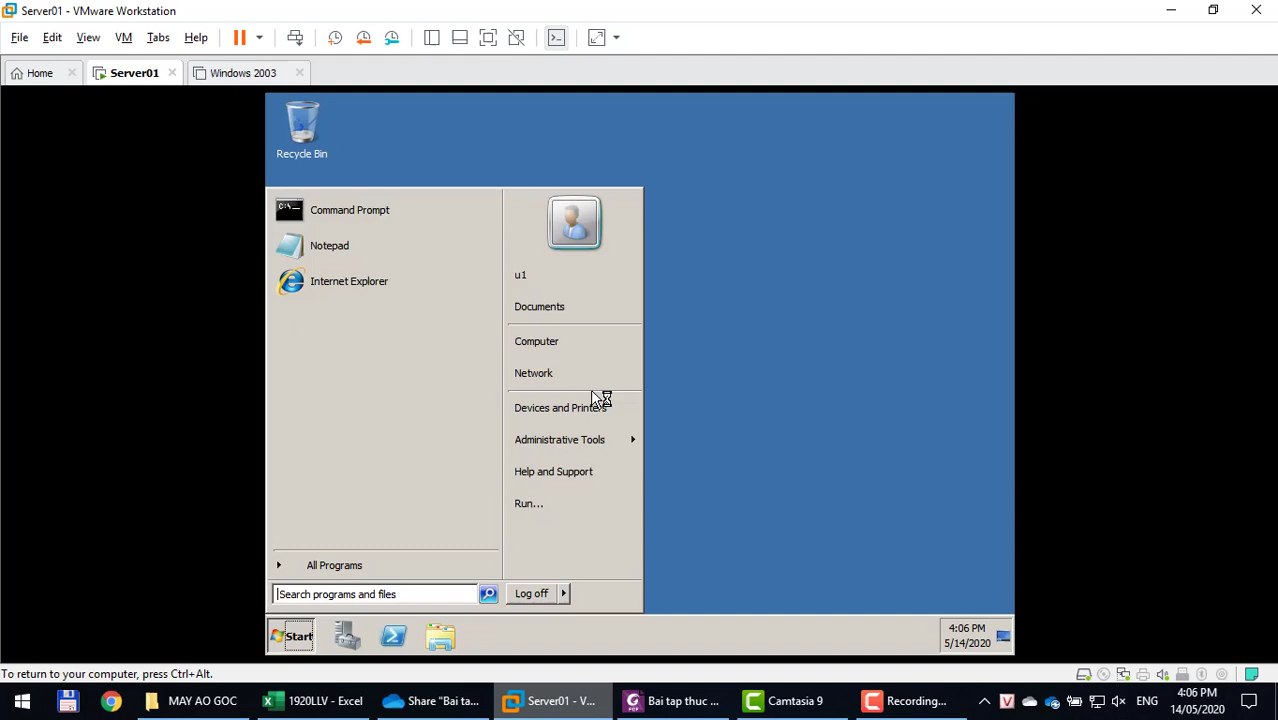 Server01 - VMware Workstation
File Edit View VM Tabs Help
Home Server01 Windows 2003
Recycle Bin
Command Prompt
Notepad
Internet Explorer
u1
Documents
Computer
Network
Devices and Printers
Administrative Tools
Help and Support
Run...
All Programs
Search programs and files
Log off
Start
4:06 PM
5/14/2020
To return to your computer, press Ctrl+Alt.
MAY AO GOC
1920LLV - Excel
Share "Bai ta...
Server01 - V...
Bai tap thuc ...
Camtasia 9
Recording...
ENG
4:06 PM
14/05/2020